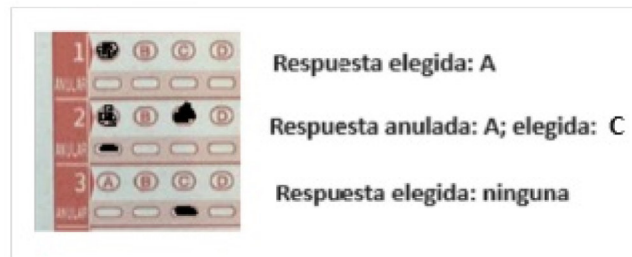 1 A B C D
ANULAR
Respuesta elegida: A
2 A B C D
ANULAR
Respuesta anulada: A; elegida: C
3 A B C D
ANULAR
Respuesta elegida: ninguna